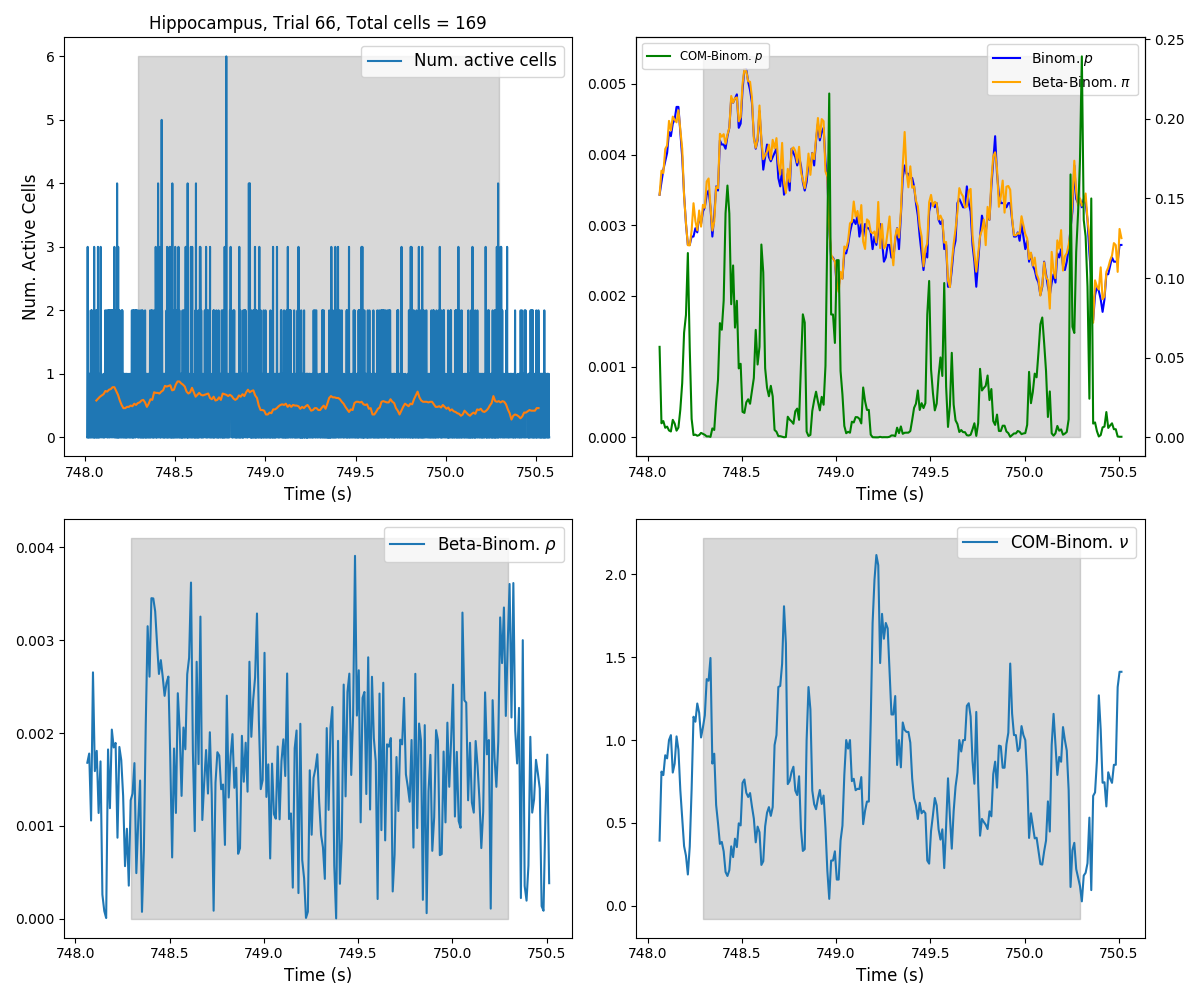 Hippocampus, Trial 66, Total cells = 169
Num. active cells
Num. Active Cells
6
5
4
3
2
1
0
748.0 748.5 749.0 749.5 750.0 750.5
Time (s)
COM-Binom. p
Binom. p
Beta-Binom. π
0.005
0.004
0.003
0.002
0.001
0.000
0.25
0.20
0.15
0.10
0.05
0.00
748.0 748.5 749.0 749.5 750.0 750.5
Time (s)
Beta-Binom. ρ
0.004
0.003
0.002
0.001
0.000
748.0 748.5 749.0 749.5 750.0 750.5
Time (s)
COM-Binom. ν
2.0
1.5
1.0
0.5
0.0
748.0 748.5 749.0 749.5 750.0 750.5
Time (s)